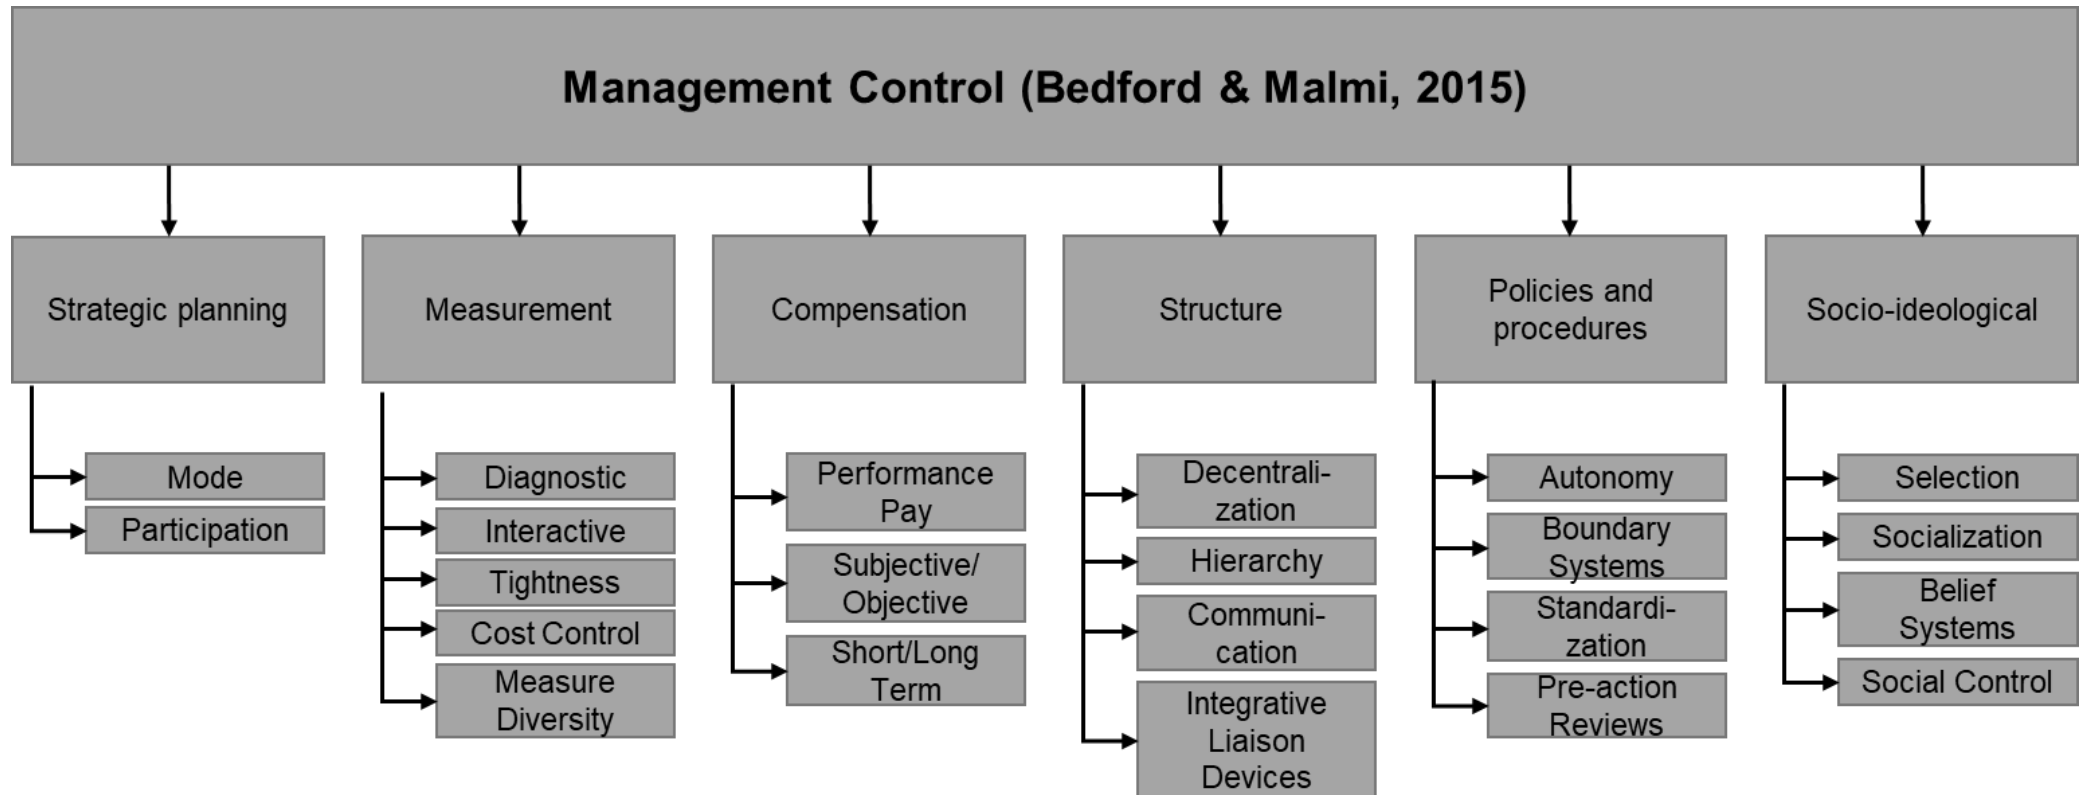 Management Control (Bedford & Malmi, 2015)
Strategic planning
Mode
Participation
Measurement
Diagnostic
Interactive
Tightness
Cost Control
Measure
Diversity
Compensation
Performance
Pay
Subjective/
Objective
Short/Long
Term
Structure
Decentrali-
zation
Hierarchy
Communi-
cation
Integrative
Liaison
Devices
Policies and
procedures
Autonomy
Boundary
Systems
Standardi-
zation
Pre-action
Reviews
Socio-ideological
Selection
Socialization
Belief
Systems
Social Control